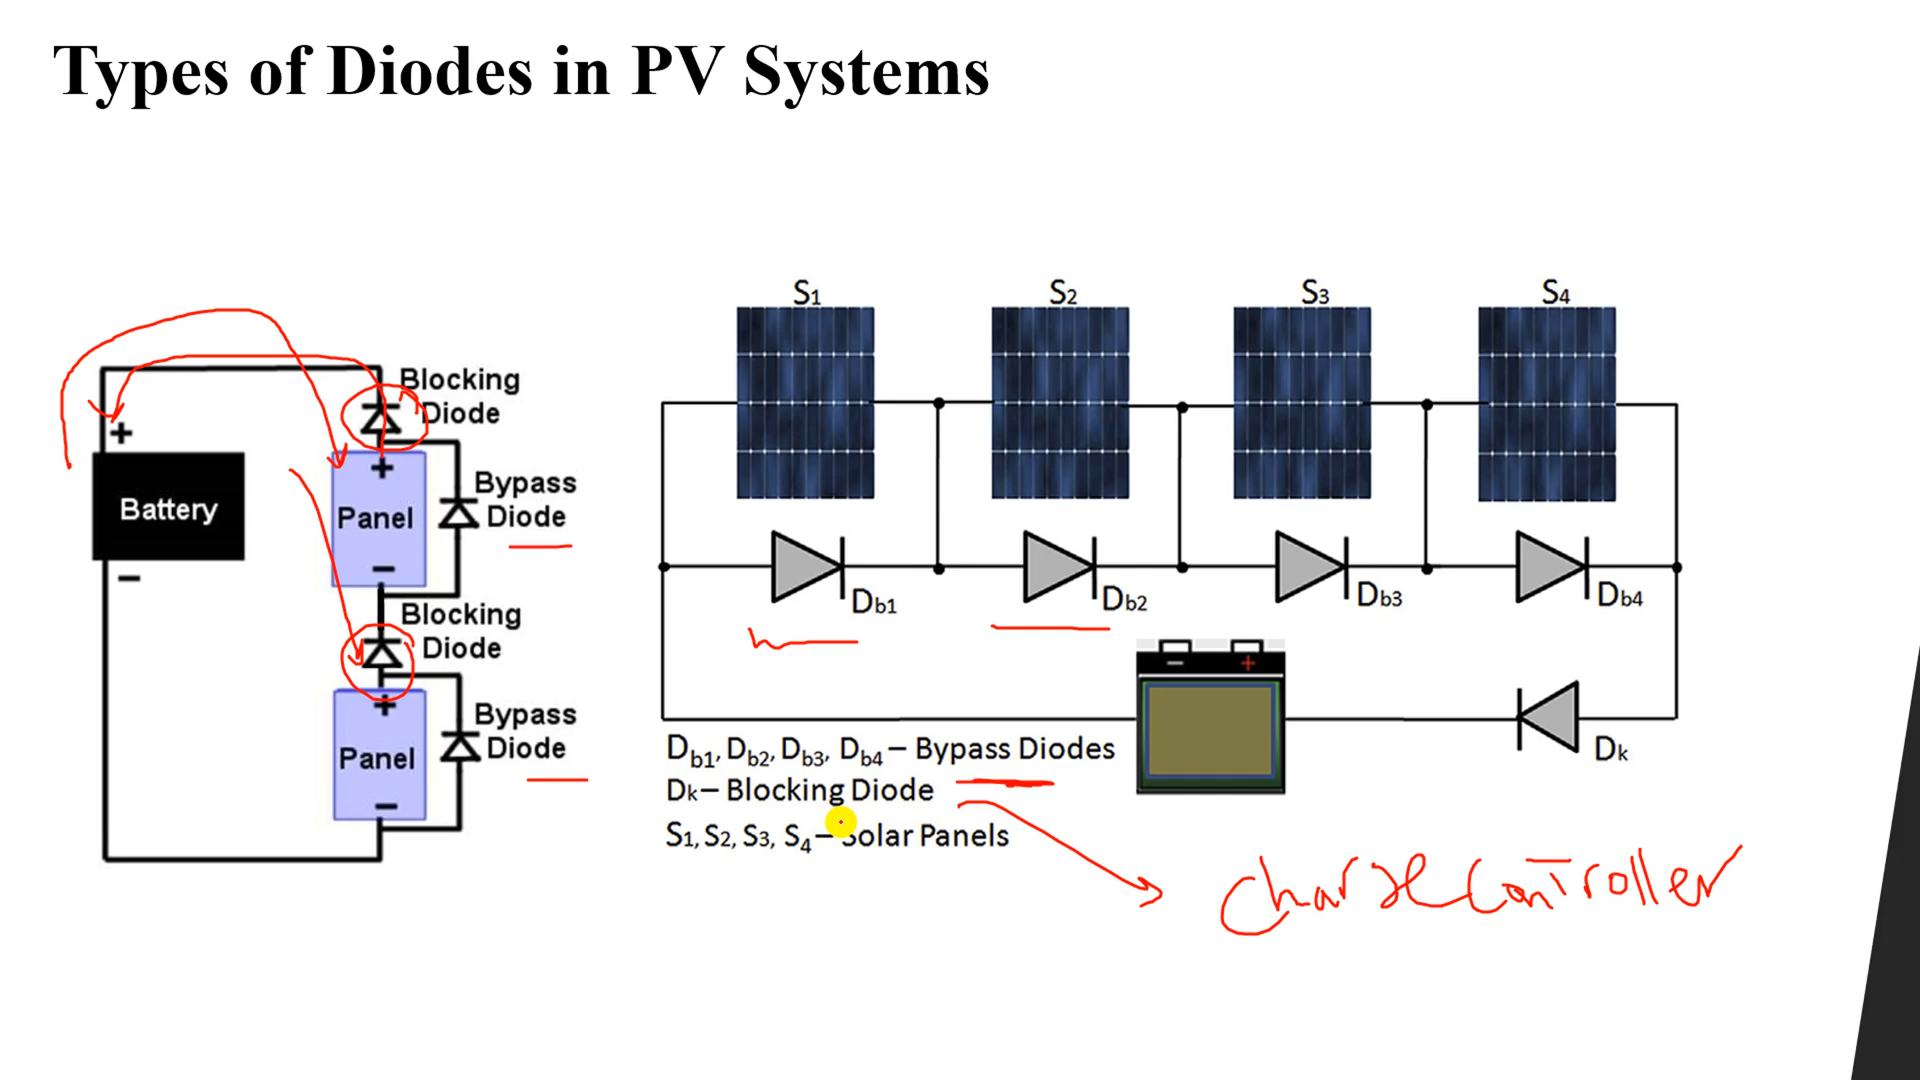 Types of Diodes in PV Systems
Blocking
Diode
+
Battery
−
+
Panel
−
Bypass
Diode
Blocking
Diode
+
Panel
−
Bypass
Diode
S1 S2 S3 S4
Db1 Db2 Db3 Db4
− +
Dk
Db1, Db2, Db3, Db4 – Bypass Diodes
Dk – Blocking Diode
S1, S2, S3, S4 – Solar Panels
Charge Controller